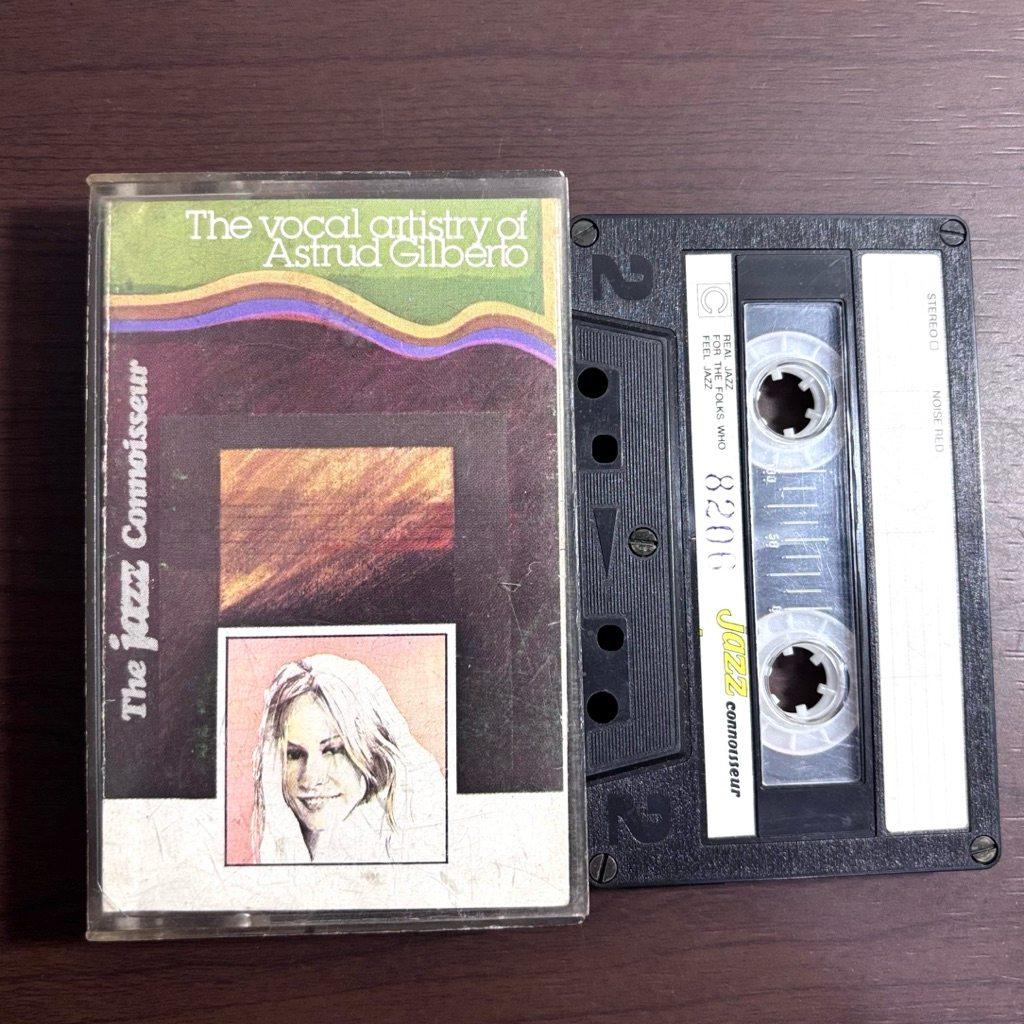 The vocal artistry of
Astrud Gilberto
The jazz Connoisseur
2
2
C
REAL JAZZ
FOR THE FOLKS WHO
FEEL JAZZ
8206
Jazz
connoisseur
STEREO
NOISE RED
50